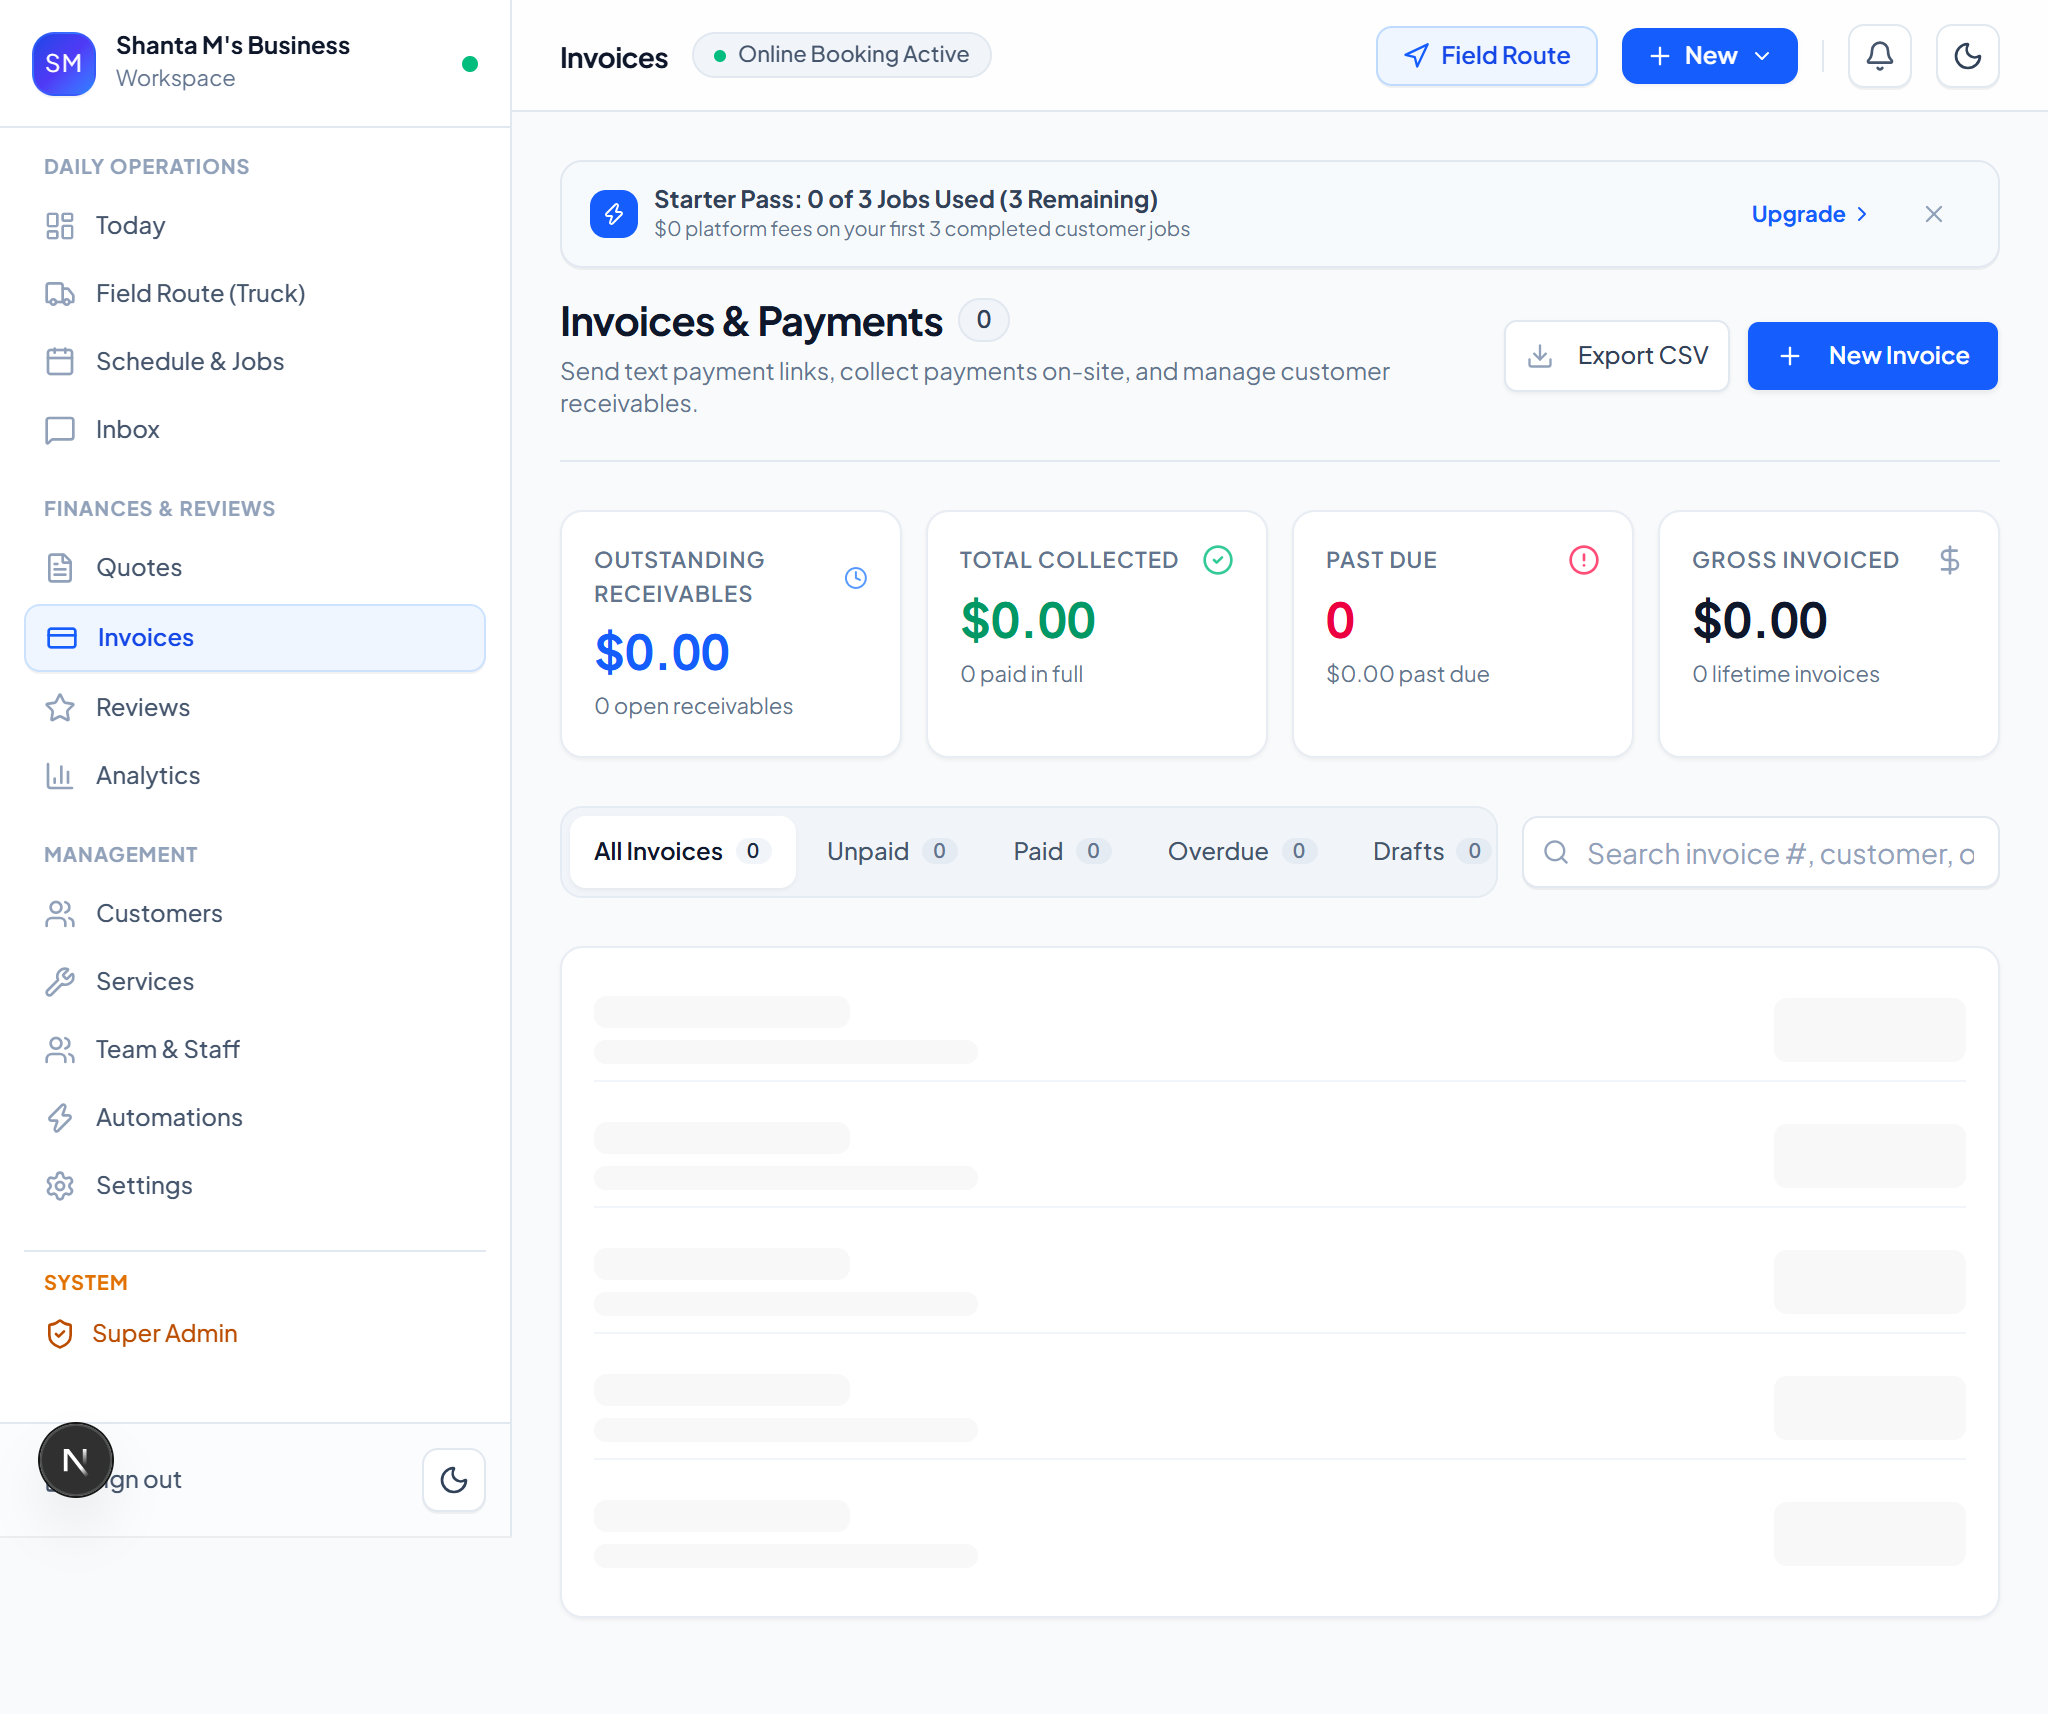 SM
Shanta M's Business
Workspace
DAILY OPERATIONS
Today
Field Route (Truck)
Schedule & Jobs
Inbox
FINANCES & REVIEWS
Quotes
Invoices
Reviews
Analytics
MANAGEMENT
Customers
Services
Team & Staff
Automations
Settings
SYSTEM
Super Admin
N
gn out
Invoices
Online Booking Active
Field Route
New
Starter Pass: 0 of 3 Jobs Used (3 Remaining)
$0 platform fees on your first 3 completed customer jobs
Upgrade
Invoices & Payments 0
Send text payment links, collect payments on-site, and manage customer
receivables.
Export CSV
New Invoice
OUTSTANDING
RECEIVABLES
$0.00
0 open receivables
TOTAL COLLECTED
$0.00
0 paid in full
PAST DUE
0
$0.00 past due
GROSS INVOICED
$0.00
0 lifetime invoices
All Invoices 0
Unpaid 0
Paid 0
Overdue 0
Drafts 0
Search invoice #, customer, o